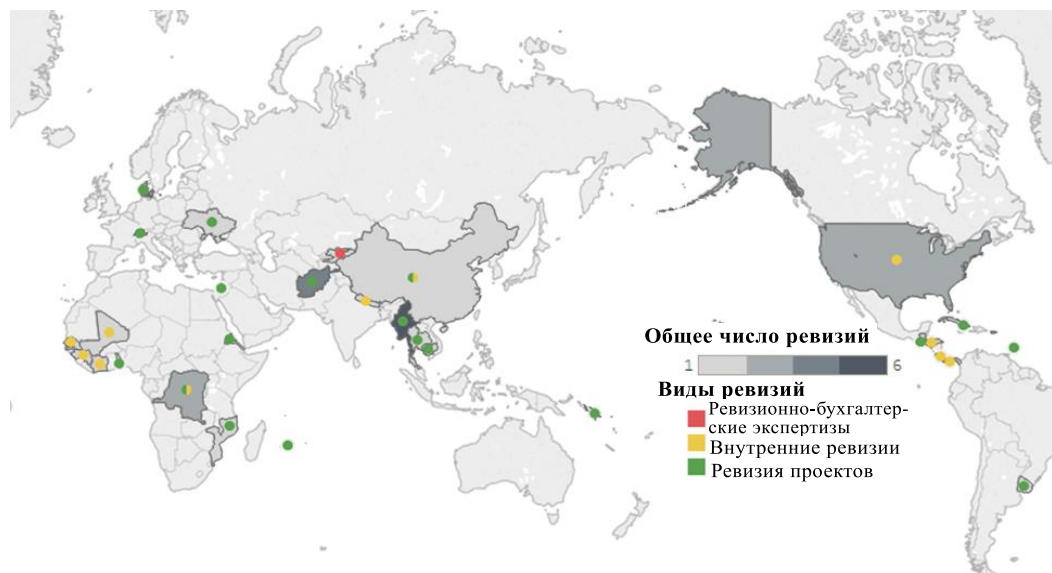 Общее число ревизий
1 6
Виды ревизий
Ревизионно-бухгалтер-
ские экспертизы
Внутренние ревизии
Ревизия проектов